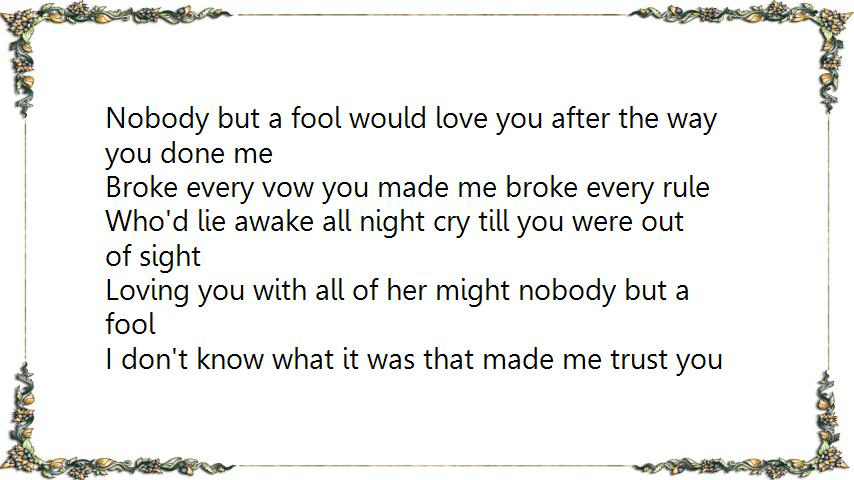 Nobody but a fool would love you after the way
you done me
Broke every vow you made me broke every rule
Who'd lie awake all night cry till you were out
of sight
Loving you with all of her might nobody but a
fool
I don't know what it was that made me trust you